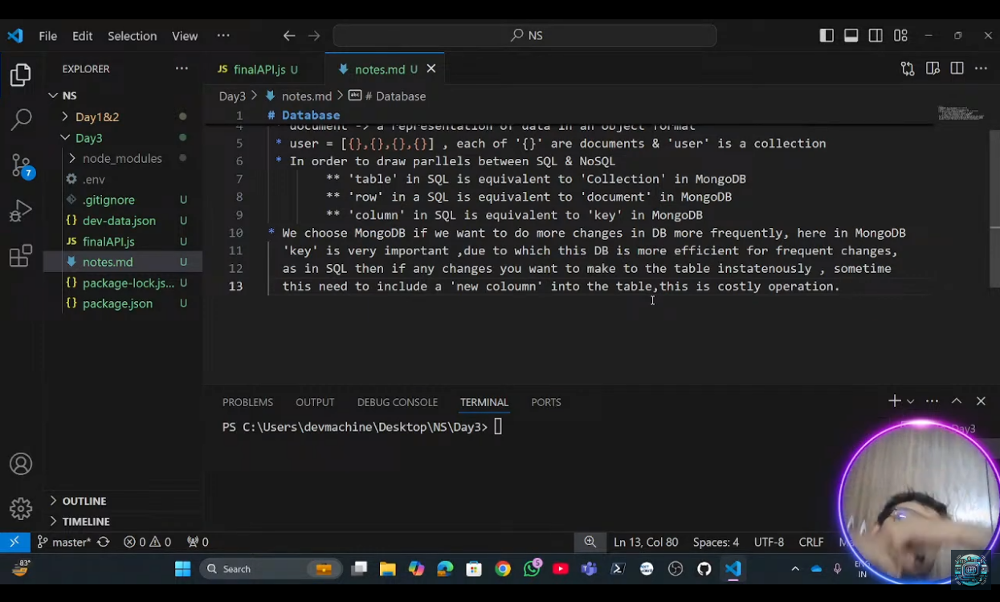 File Edit Selection View ··· NS
EXPLORER ···
JS finalAPI.js U notes.md U
NS
Day3 > notes.md > # Database
Day1&2
Day3
node_modules
.env
.gitignore U
dev-data.json U
JS finalAPI.js U
notes.md U
package-lock.js... U
package.json U
OUTLINE
TIMELINE
1 # Database
document -> a representation of data in an object format
5 * user = [{},{},{},{}] , each of '{}' are documents & 'user' is a collection
6 * In order to draw parllels between SQL & NoSQL
7 ** 'table' in SQL is equivalent to 'Collection' in MongoDB
8 ** 'row' in a SQL is equivalent to 'document' in MongoDB
9 ** 'column' in SQL is equivalent to 'key' in MongoDB
10 * We choose MongoDB if we want to do more changes in DB more frequently, here in MongoDB
11 'key' is very important ,due to which this DB is more efficient for frequent changes,
12 as in SQL then if any changes you want to make to the table instatenously , sometime
13 this need to include a 'new coloumn' into the table,this is costly operation.
PROBLEMS OUTPUT DEBUG CONSOLE TERMINAL PORTS
PS C:\Users\devmachine\Desktop\NS\Day3>
Day3
7
master* 0 0 0 Ln 13, Col 80 Spaces: 4 UTF-8 CRLF
83° Search 5 ENG
IN